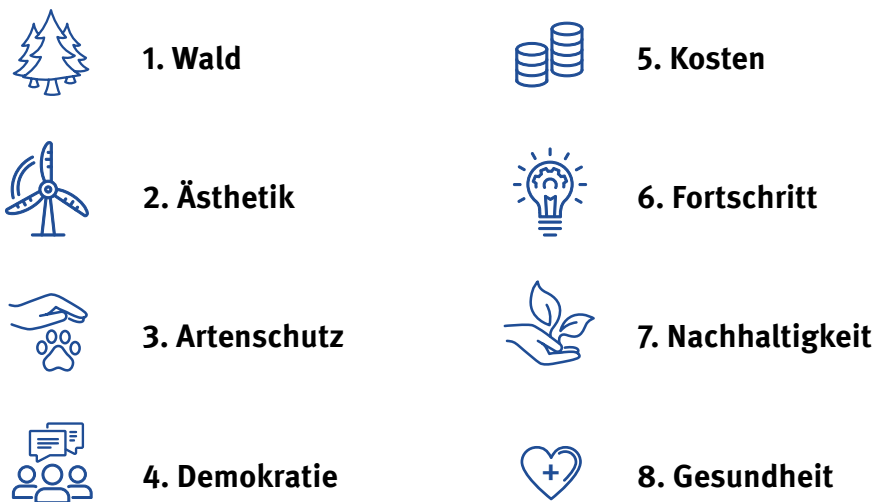 1. Wald
2. Ästhetik
3. Artenschutz
4. Demokratie
5. Kosten
6. Fortschritt
7. Nachhaltigkeit
8. Gesundheit